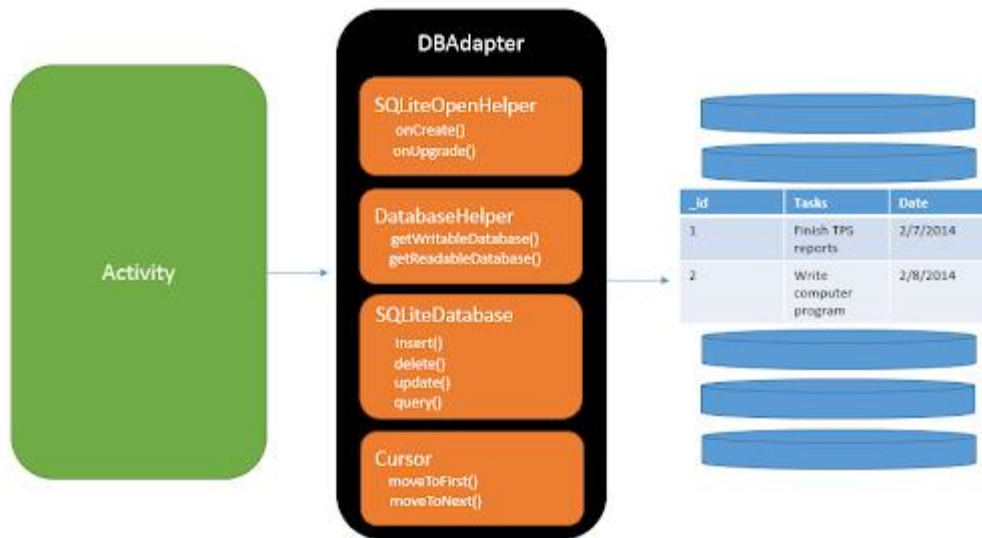 Activity
DBAdapter
SQLiteOpenHelper
onCreate()
onUpgrade()
DatabaseHelper
getWritableDatabase()
getReadableDatabase()
SQLiteDatabase
insert()
delete()
update()
query()
Cursor
moveToFirst()
moveToNext()
_id Tasks Date
1 Finish TPS 2/7/2014
reports
2 Write 2/8/2014
computer
program